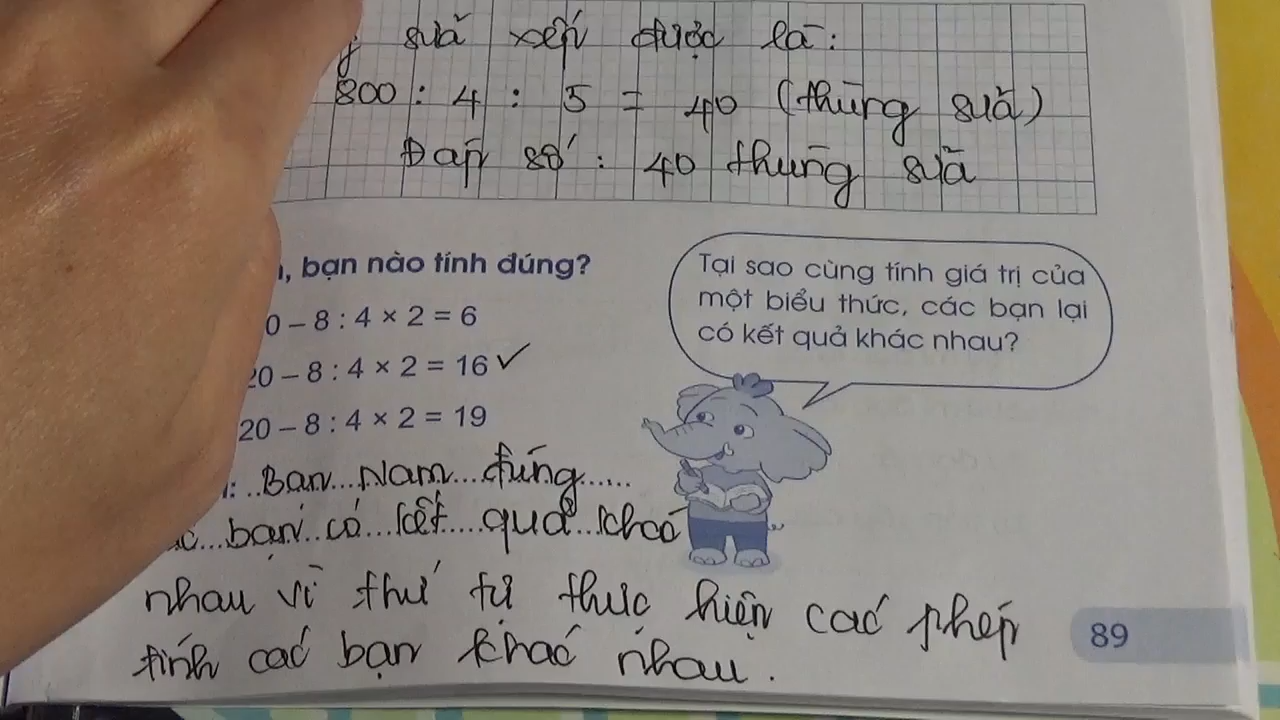 sữa xếp được là:
800 : 4 : 5 = 40 (thùng sữa)
Đáp số : 40 thùng sữa
, bạn nào tính đúng?
0 – 8 : 4 × 2 = 6
20 – 8 : 4 × 2 = 16 ✓
20 – 8 : 4 × 2 = 19
Tại sao cùng tính giá trị của
một biểu thức, các bạn lại
có kết quả khác nhau?
: ..Bạn...Nam....đúng......
...bạn...có....kết.....quả...khác
nhau vì thứ tự thực hiện các phép
tính các bạn khác nhau.
89